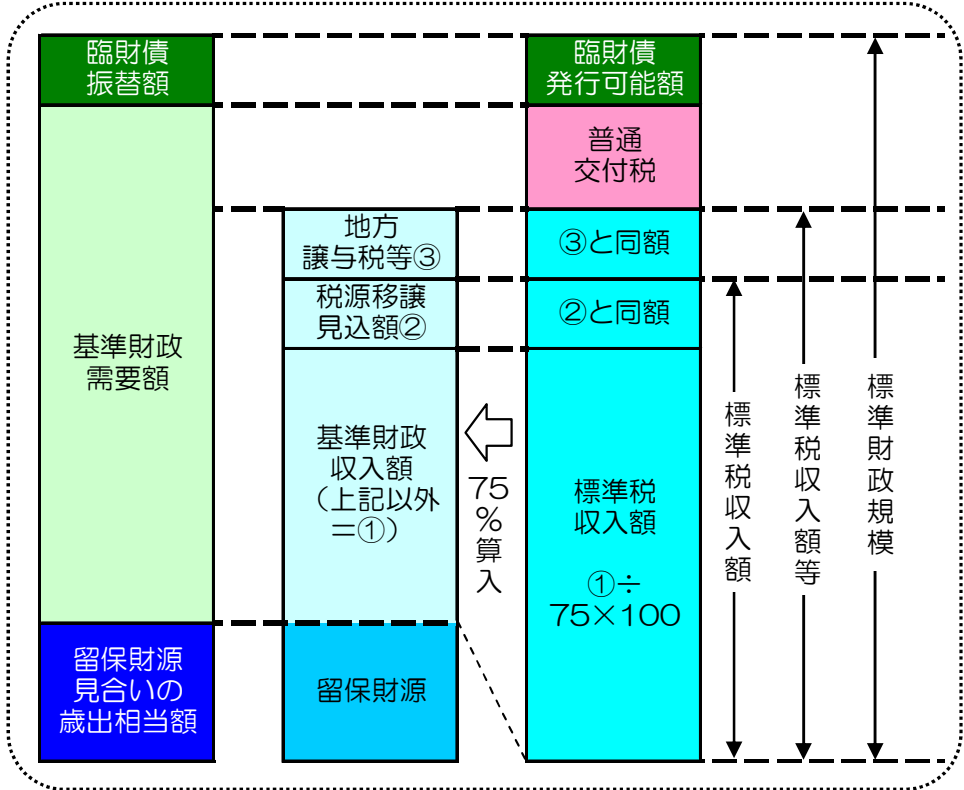 臨財債
振替額
基準財政
需要額
留保財源
見合いの
歳出相当額
地方
譲与税等③
税源移譲
見込額②
基準財政
収入額
（上記以外
＝①）
留保財源
75
％
算
入
臨財債
発行可能額
普通
交付税
③と同額
②と同額
標準税
収入額
①÷
75×100
標準税収入額
標準税収入額等
標準財政規模